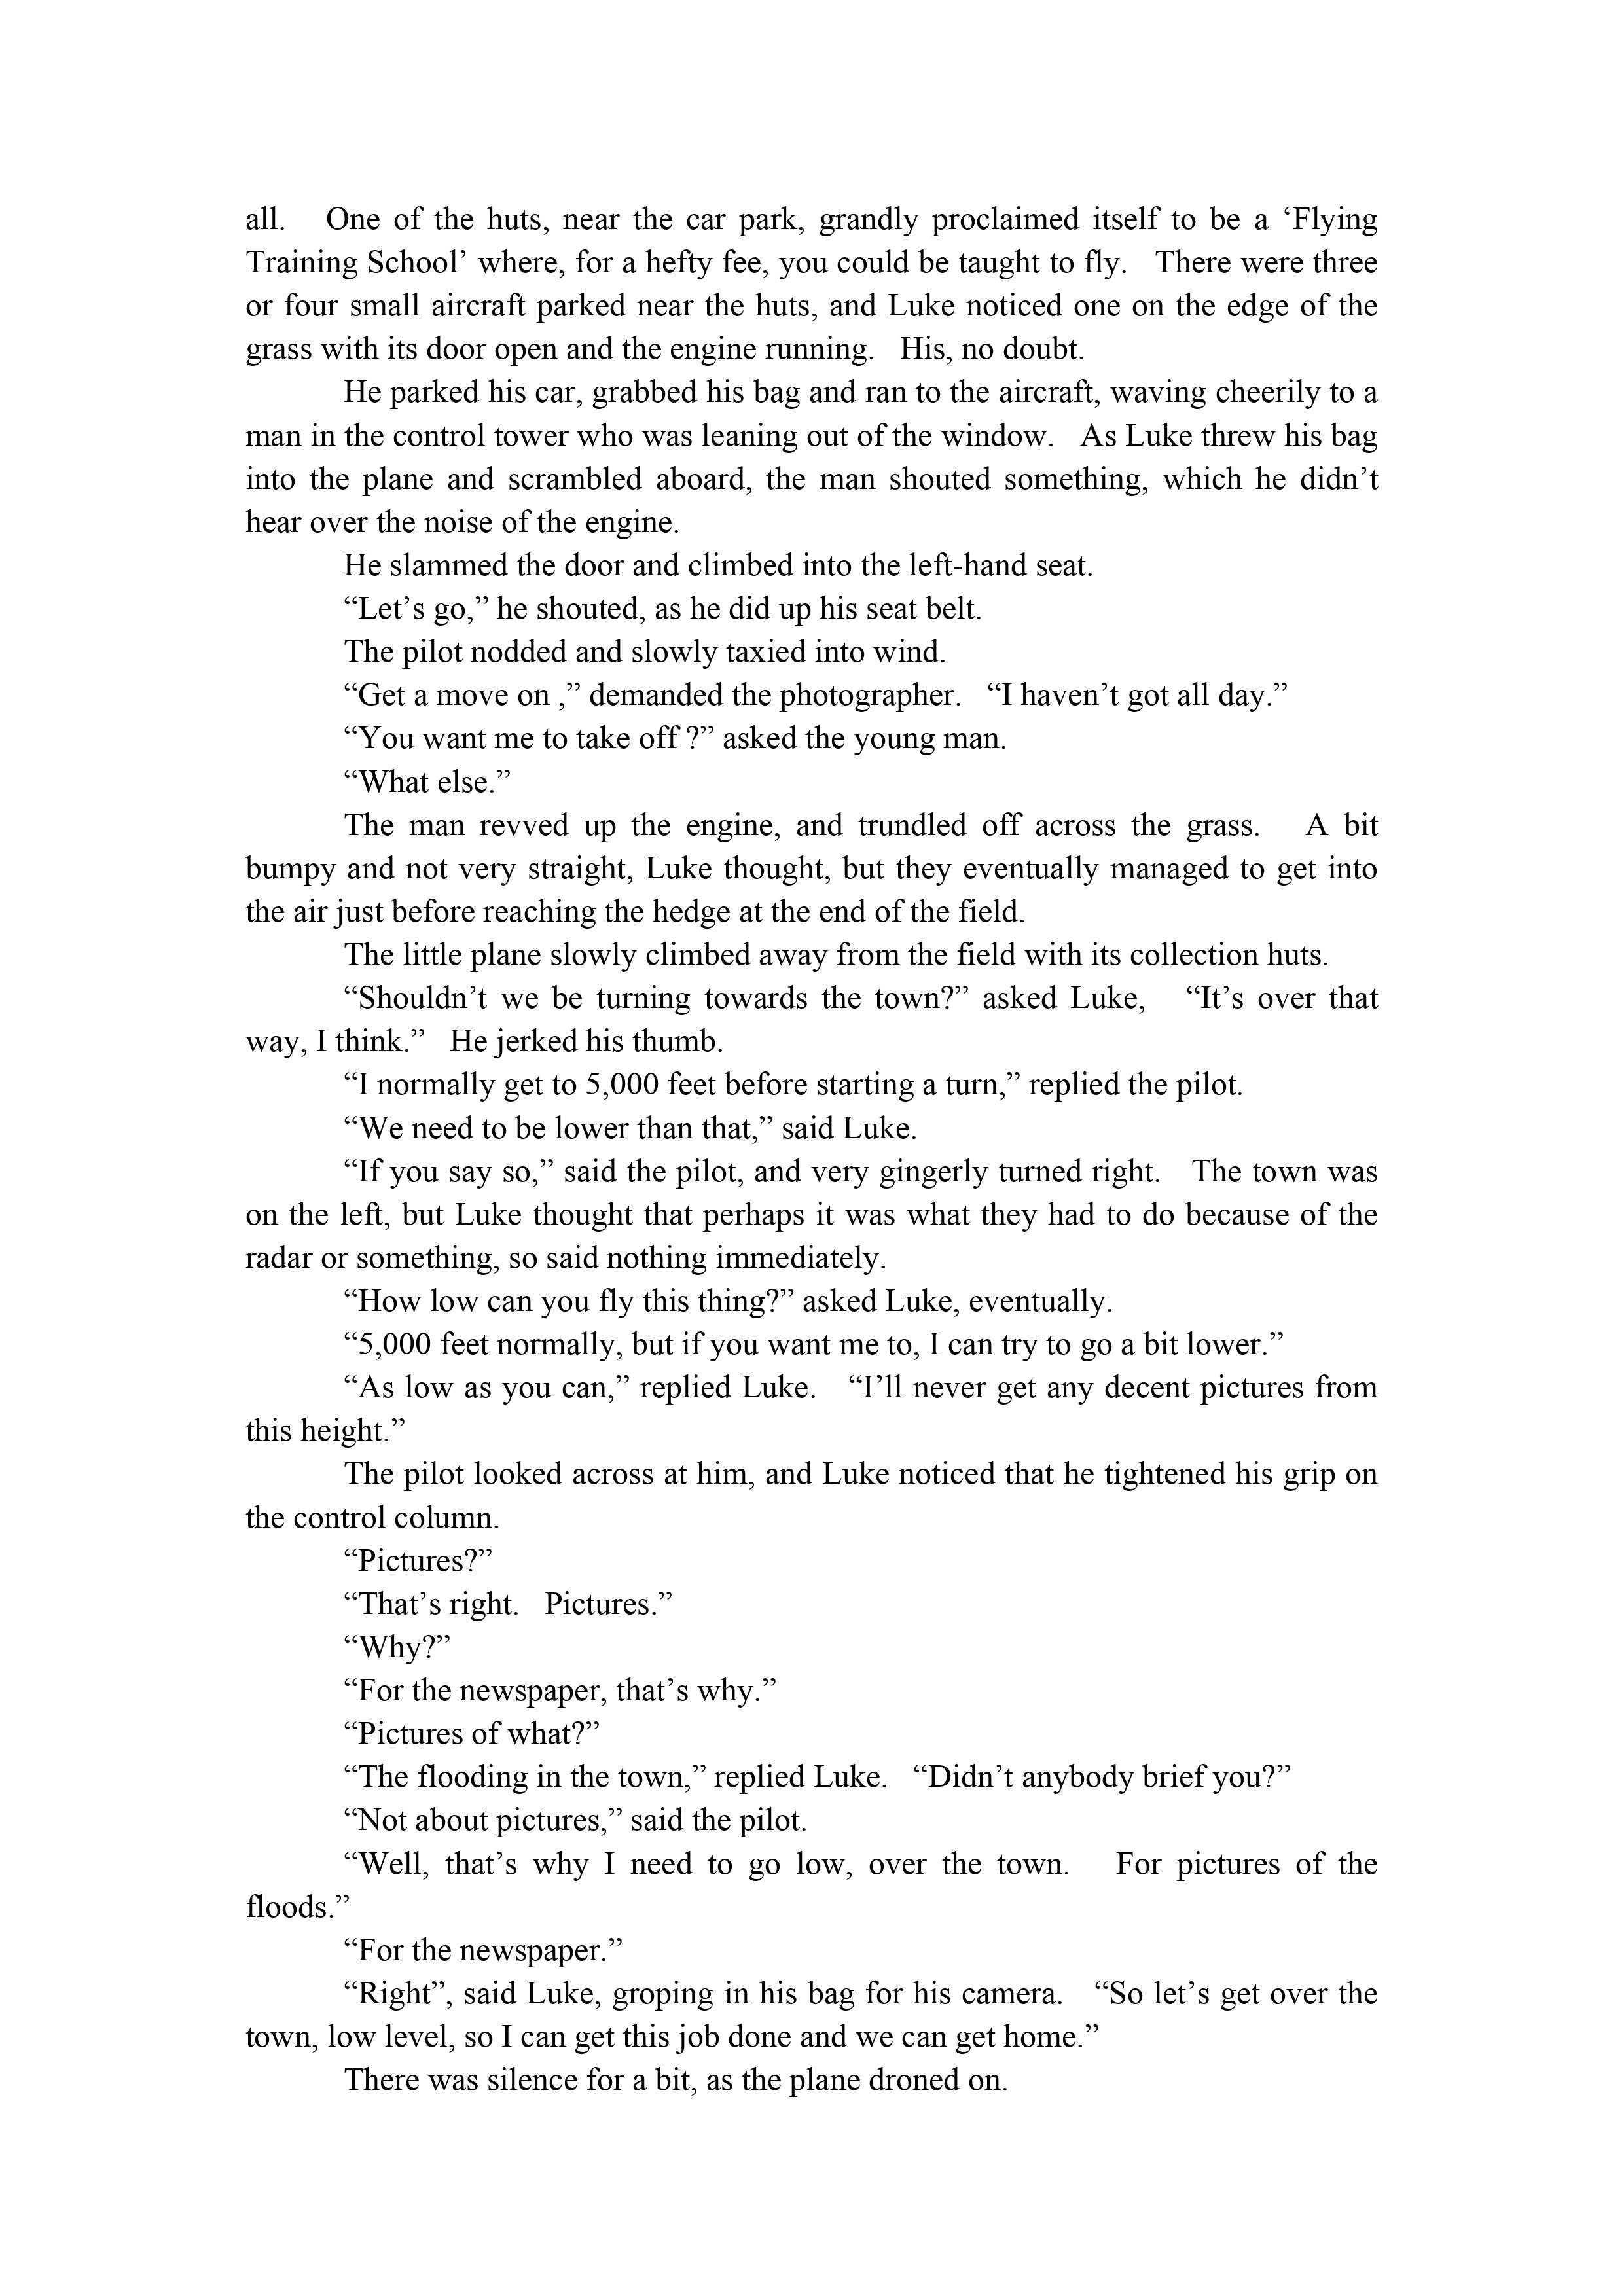 all.   One of the huts, near the car park, grandly proclaimed itself to be a ‘Flying
Training School’ where, for a hefty fee, you could be taught to fly.   There were three
or four small aircraft parked near the huts, and Luke noticed one on the edge of the
grass with its door open and the engine running.   His, no doubt.
He parked his car, grabbed his bag and ran to the aircraft, waving cheerily to a
man in the control tower who was leaning out of the window.   As Luke threw his bag
into the plane and scrambled aboard, the man shouted something, which he didn’t
hear over the noise of the engine.
He slammed the door and climbed into the left-hand seat.
“Let’s go,” he shouted, as he did up his seat belt.
The pilot nodded and slowly taxied into wind.
“Get a move on ,” demanded the photographer.   “I haven’t got all day.”
“You want me to take off ?” asked the young man.
“What else.”
The man revved up the engine, and trundled off across the grass.   A bit
bumpy and not very straight, Luke thought, but they eventually managed to get into
the air just before reaching the hedge at the end of the field.
The little plane slowly climbed away from the field with its collection huts.
“Shouldn’t we be turning towards the town?” asked Luke,   “It’s over that
way, I think.”   He jerked his thumb.
“I normally get to 5,000 feet before starting a turn,” replied the pilot.
“We need to be lower than that,” said Luke.
“If you say so,” said the pilot, and very gingerly turned right.   The town was
on the left, but Luke thought that perhaps it was what they had to do because of the
radar or something, so said nothing immediately.
“How low can you fly this thing?” asked Luke, eventually.
“5,000 feet normally, but if you want me to, I can try to go a bit lower.”
“As low as you can,” replied Luke.   “I’ll never get any decent pictures from
this height.”
The pilot looked across at him, and Luke noticed that he tightened his grip on
the control column.
“Pictures?”
“That’s right.   Pictures.”
“Why?”
“For the newspaper, that’s why.”
“Pictures of what?”
“The flooding in the town,” replied Luke.   “Didn’t anybody brief you?”
“Not about pictures,” said the pilot.
“Well, that’s why I need to go low, over the town.   For pictures of the
floods.”
“For the newspaper.”
“Right”, said Luke, groping in his bag for his camera.   “So let’s get over the
town, low level, so I can get this job done and we can get home.”
There was silence for a bit, as the plane droned on.